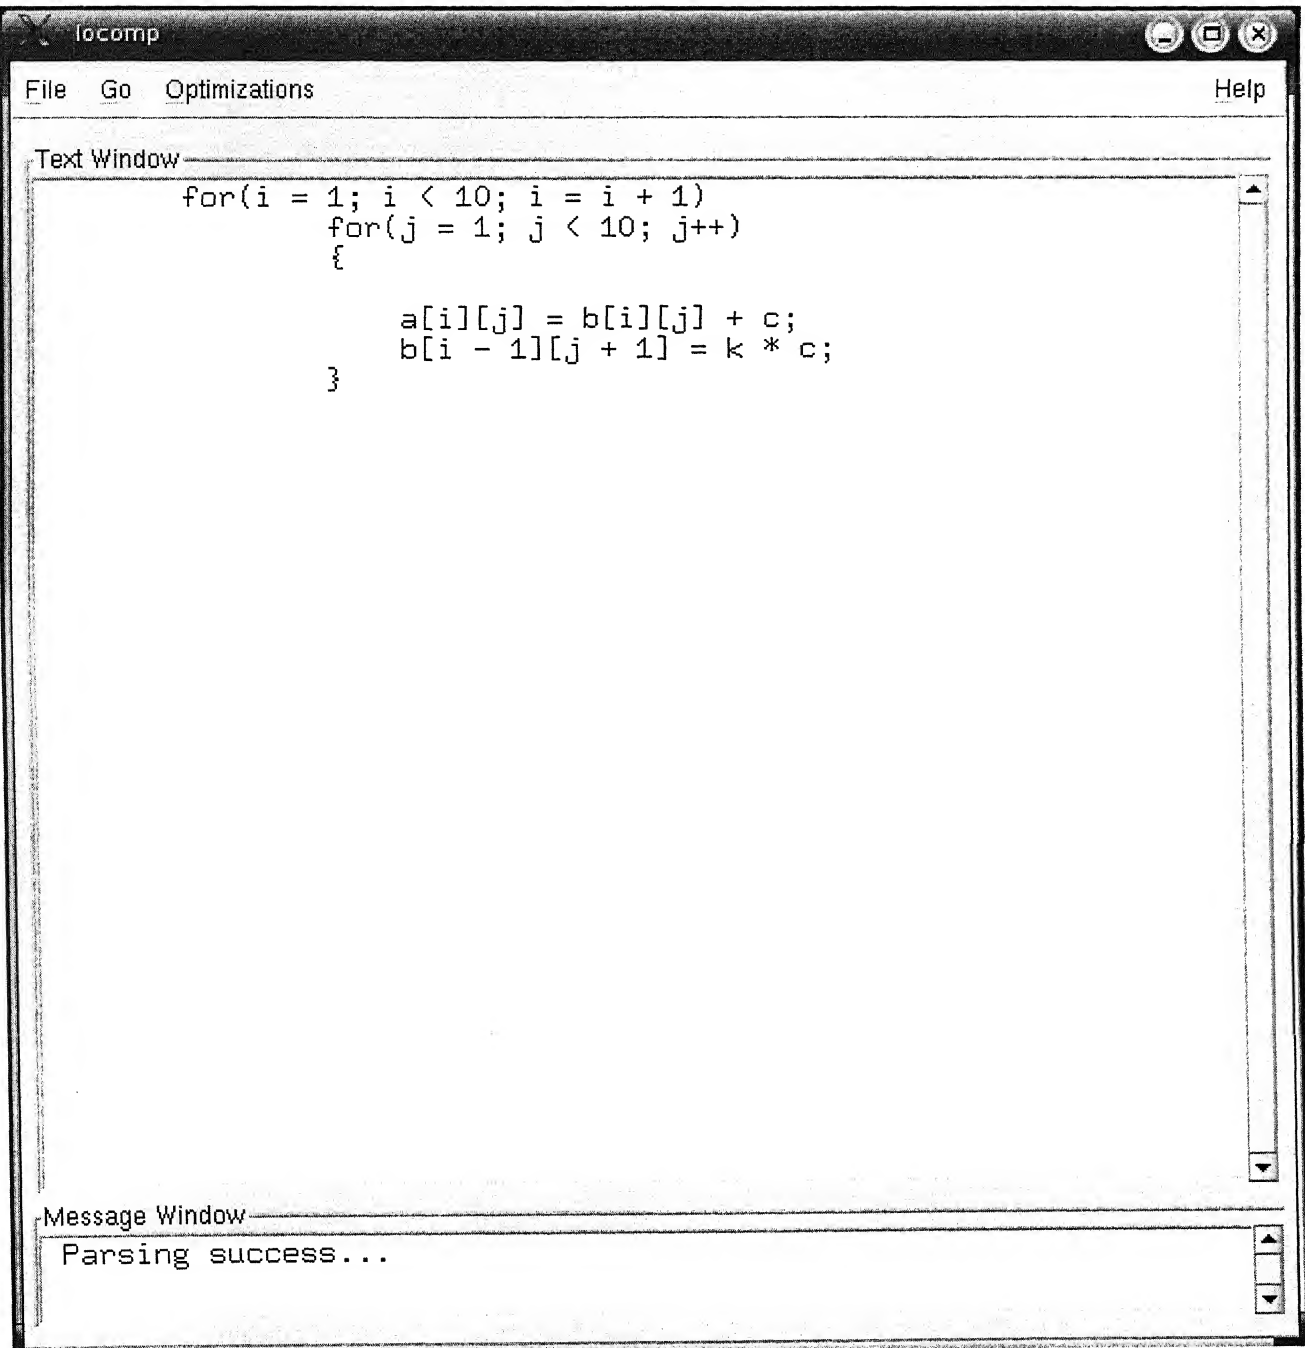 locomp
File Go Optimizations Help
Text Window
for(i = 1; i < 10; i = i + 1)
for(j = 1; j < 10; j++)
{
a[i][j] = b[i][j] + c;
b[i - 1][j + 1] = k * c;
}
Message Window
Parsing success...